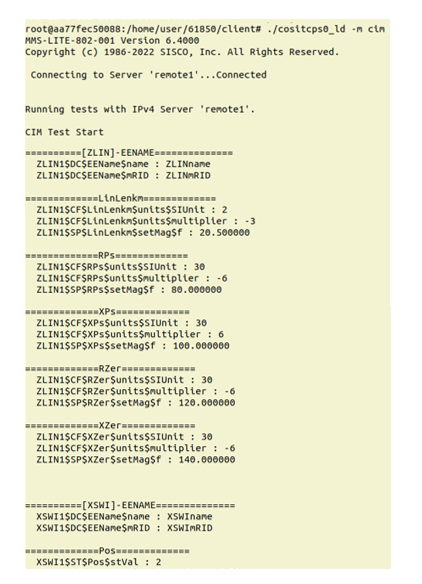 root@aa77fec50088:/home/user/61850/client# ./cositcps0_ld -m cim
MMS-LITE-802-001 Version 6.4000
Copyright (c) 1986-2022 SISCO, Inc. All Rights Reserved.
Connecting to Server 'remote1'...Connected
Running tests with IPv4 Server 'remote1'.
CIM Test Start
==========[ZLIN]-EENAME==============
ZLIN1$DC$EEName$name : ZLINname
ZLIN1$DC$EEName$mRID : ZLINmRID
=============LinLenkm=============
ZLIN1$CF$LinLenkm$units$SIUnit : 2
ZLIN1$CF$LinLenkm$units$multiplier : -3
ZLIN1$SP$LinLenkm$setMag$f : 20.500000
=============RPs=============
ZLIN1$CF$RPs$units$SIUnit : 30
ZLIN1$CF$RPs$units$multiplier : -6
ZLIN1$SP$RPs$setMag$f : 80.000000
=============XPs=============
ZLIN1$CF$XPs$units$SIUnit : 30
ZLIN1$CF$XPs$units$multiplier : 6
ZLIN1$SP$XPs$setMag$f : 100.000000
=============RZer=============
ZLIN1$CF$RZer$units$SIUnit : 30
ZLIN1$CF$RZer$units$multiplier : -6
ZLIN1$SP$RZer$setMag$f : 120.000000
=============XZer=============
ZLIN1$CF$XZer$units$SIUnit : 30
ZLIN1$CF$XZer$units$multiplier : -6
ZLIN1$SP$XZer$setMag$f : 140.000000
==========[XSWI]-EENAME==============
XSWI1$DC$EEName$name : XSWIname
XSWI1$DC$EEName$mRID : XSWImRID
=============Pos=============
XSWI1$ST$Pos$stVal : 2